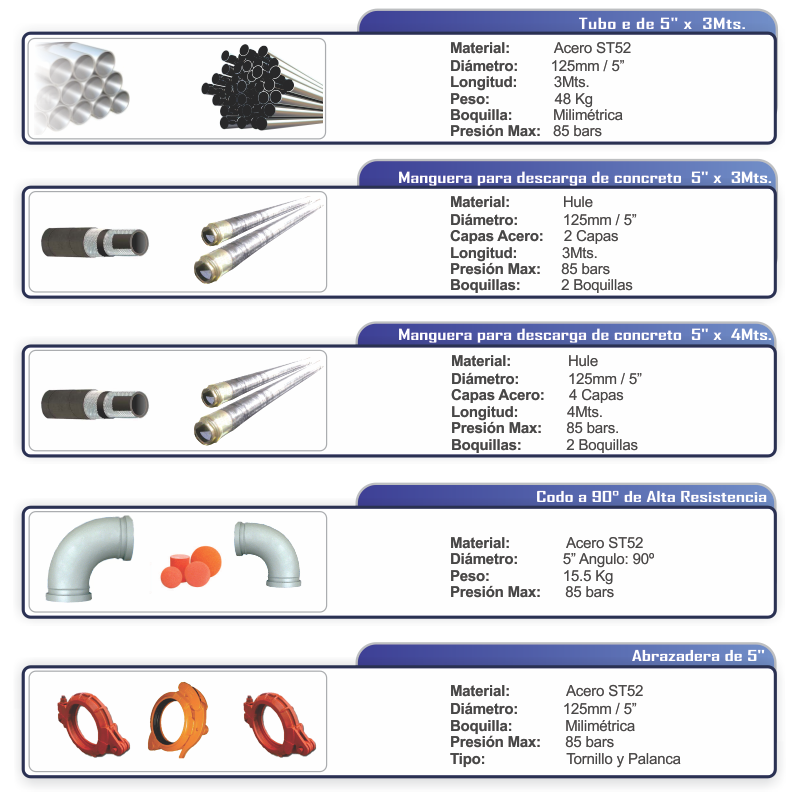 Tubo e de 5" x 3Mts.
Material: Acero ST52
Diámetro: 125mm / 5”
Longitud: 3Mts.
Peso: 48 Kg
Boquilla: Milimétrica
Presión Max: 85 bars
Manguera para descarga de concreto 5" x 3Mts.
Material: Hule
Diámetro: 125mm / 5”
Capas Acero: 2 Capas
Longitud: 3Mts.
Presión Max: 85 bars
Boquillas: 2 Boquillas
Manguera para descarga de concreto 5" x 4Mts.
Material: Hule
Diámetro: 125mm / 5”
Capas Acero: 4 Capas
Longitud: 4Mts.
Presión Max: 85 bars.
Boquillas: 2 Boquillas
Codo a 90º de Alta Resistencia
Material: Acero ST52
Diámetro: 5” Angulo: 90º
Peso: 15.5 Kg
Presión Max: 85 bars
Abrazadera de 5"
Material: Acero ST52
Diámetro: 125mm / 5”
Boquilla: Milimétrica
Presión Max: 85 bars
Tipo: Tornillo y Palanca